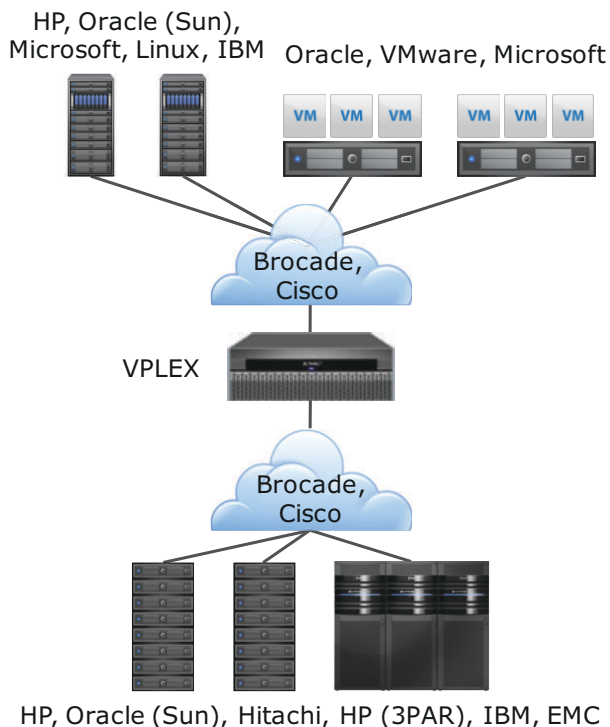 HP, Oracle (Sun),
Microsoft, Linux, IBM
Oracle, VMware, Microsoft
VM VM VM
VM VM VM
Brocade,
Cisco
VPLEX
Brocade,
Cisco
HP, Oracle (Sun), Hitachi, HP (3PAR), IBM, EMC